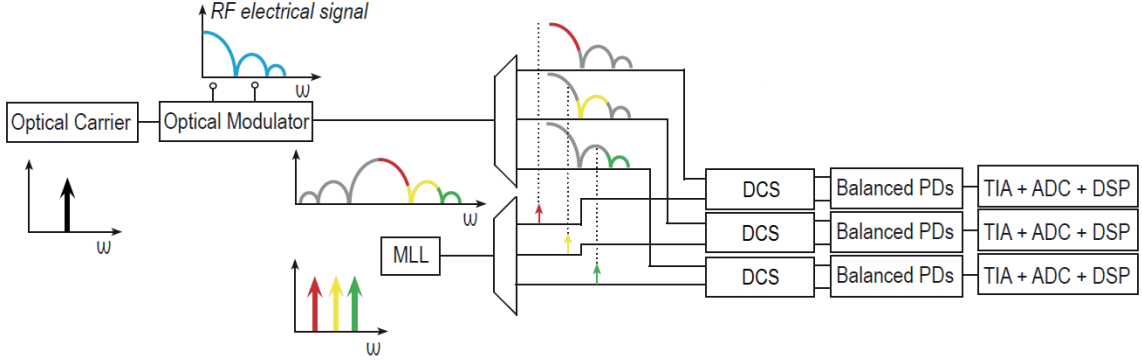 RF electrical signal
ω
Optical Carrier
Optical Modulator
ω
ω
MLL
ω
DCS
Balanced PDs
TIA + ADC + DSP
DCS
Balanced PDs
TIA + ADC + DSP
DCS
Balanced PDs
TIA + ADC + DSP